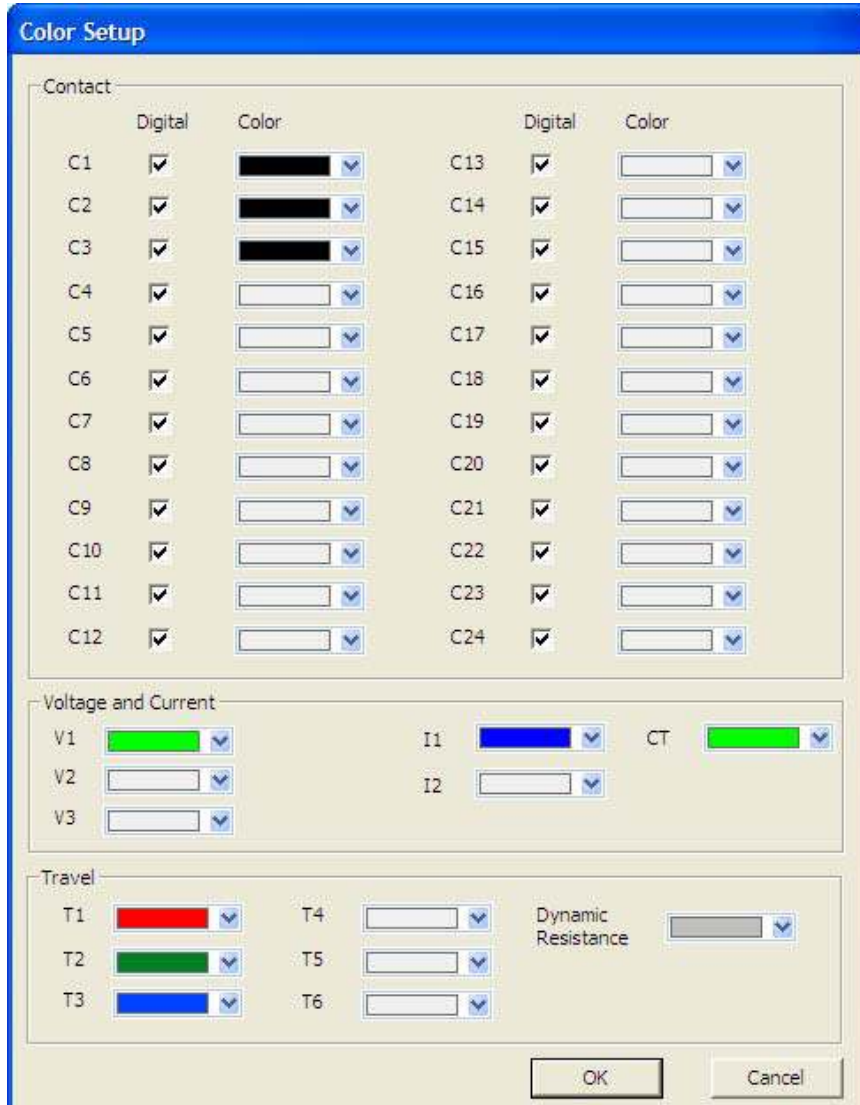 Color Setup
Contact
Digital Color Digital Color
C1 C13
C2 C14
C3 C15
C4 C16
C5 C17
C6 C18
C7 C19
C8 C20
C9 C21
C10 C22
C11 C23
C12 C24
Voltage and Current
V1 I1 CT
V2 I2
V3
Travel
T1 T4 Dynamic
Resistance
T2 T5
T3 T6
OK Cancel